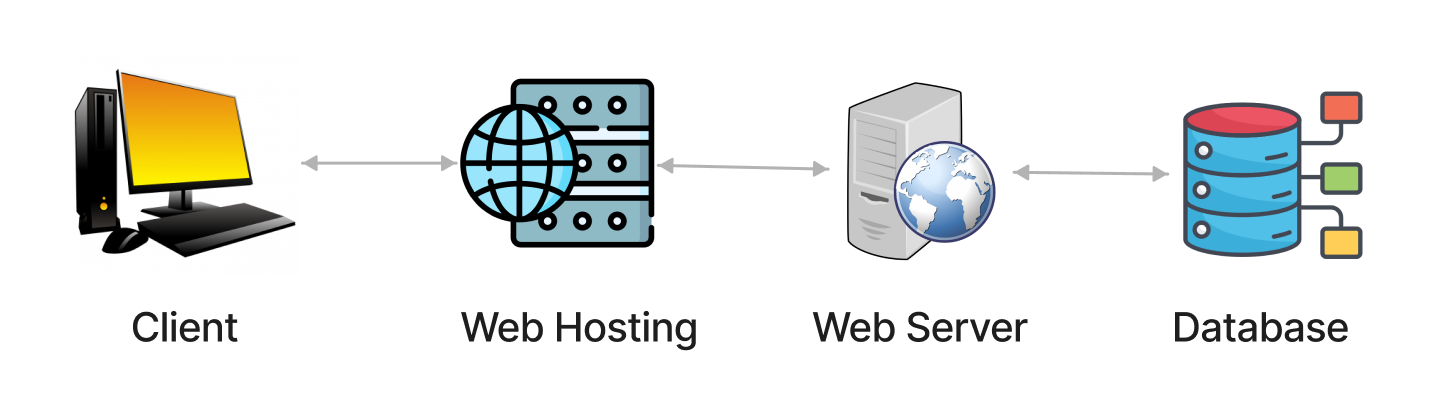 Client
Web Hosting
Web Server
Database